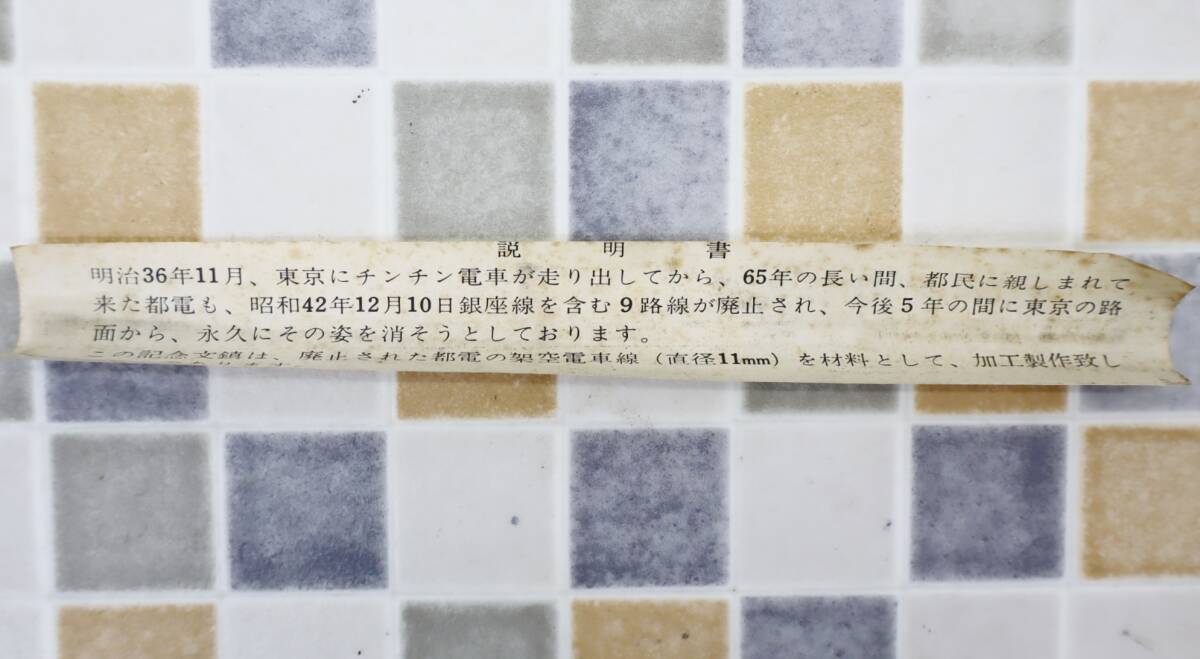 説明書
明治36年11月、東京にチンチン電車が走り出してから、65年の長い間、都民に親しまれて
来た都電も、昭和42年12月10日銀座線を含む9路線が廃止され、今後5年の間に東京の路
面から、永久にその姿を消そうとしております。
この記念文鎮は、廃止された都電の架空電車線(直径11mm)を材料として、加工製作致し